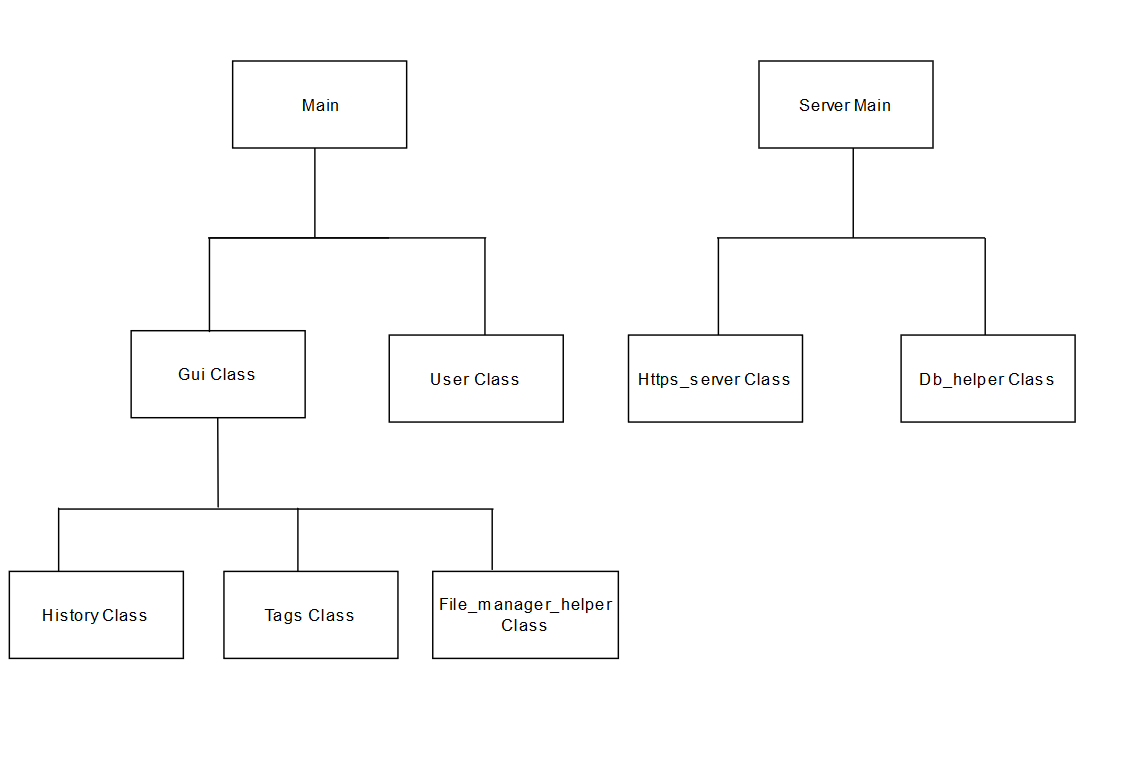 Main
Server Main
Gui Class
User Class
Https_server Class
Db_helper Class
History Class
Tags Class
File_manager_helper
Class